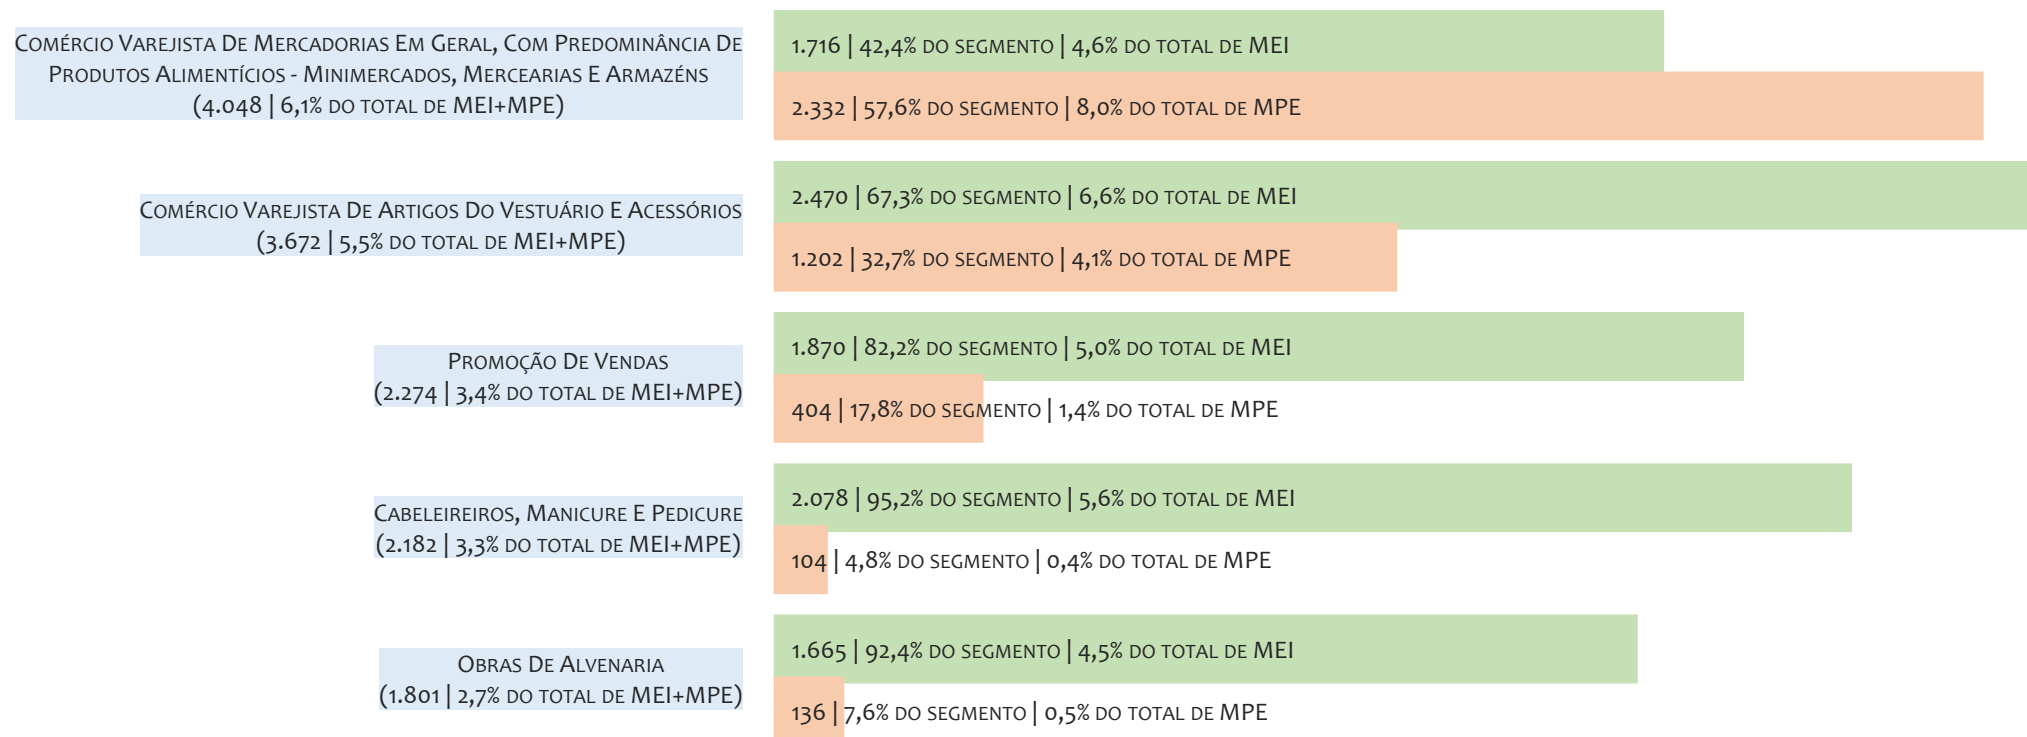 Comércio Varejista De Mercadorias Em Geral, Com Predominância De
Produtos Alimentícios - Minimercados, Mercearias E Armazéns
(4.048 | 6,1% do total de MEI+MPE)
1.716 | 42,4% do segmento | 4,6% do total de MEI
2.332 | 57,6% do segmento | 8,0% do total de MPE
Comércio Varejista De Artigos Do Vestuário E Acessórios
(3.672 | 5,5% do total de MEI+MPE)
2.470 | 67,3% do segmento | 6,6% do total de MEI
1.202 | 32,7% do segmento | 4,1% do total de MPE
Promoção De Vendas
(2.274 | 3,4% do total de MEI+MPE)
1.870 | 82,2% do segmento | 5,0% do total de MEI
404 | 17,8% do segmento | 1,4% do total de MPE
Cabeleireiros, Manicure E Pedicure
(2.182 | 3,3% do total de MEI+MPE)
2.078 | 95,2% do segmento | 5,6% do total de MEI
104 | 4,8% do segmento | 0,4% do total de MPE
Obras De Alvenaria
(1.801 | 2,7% do total de MEI+MPE)
1.665 | 92,4% do segmento | 4,5% do total de MEI
136 | 7,6% do segmento | 0,5% do total de MPE